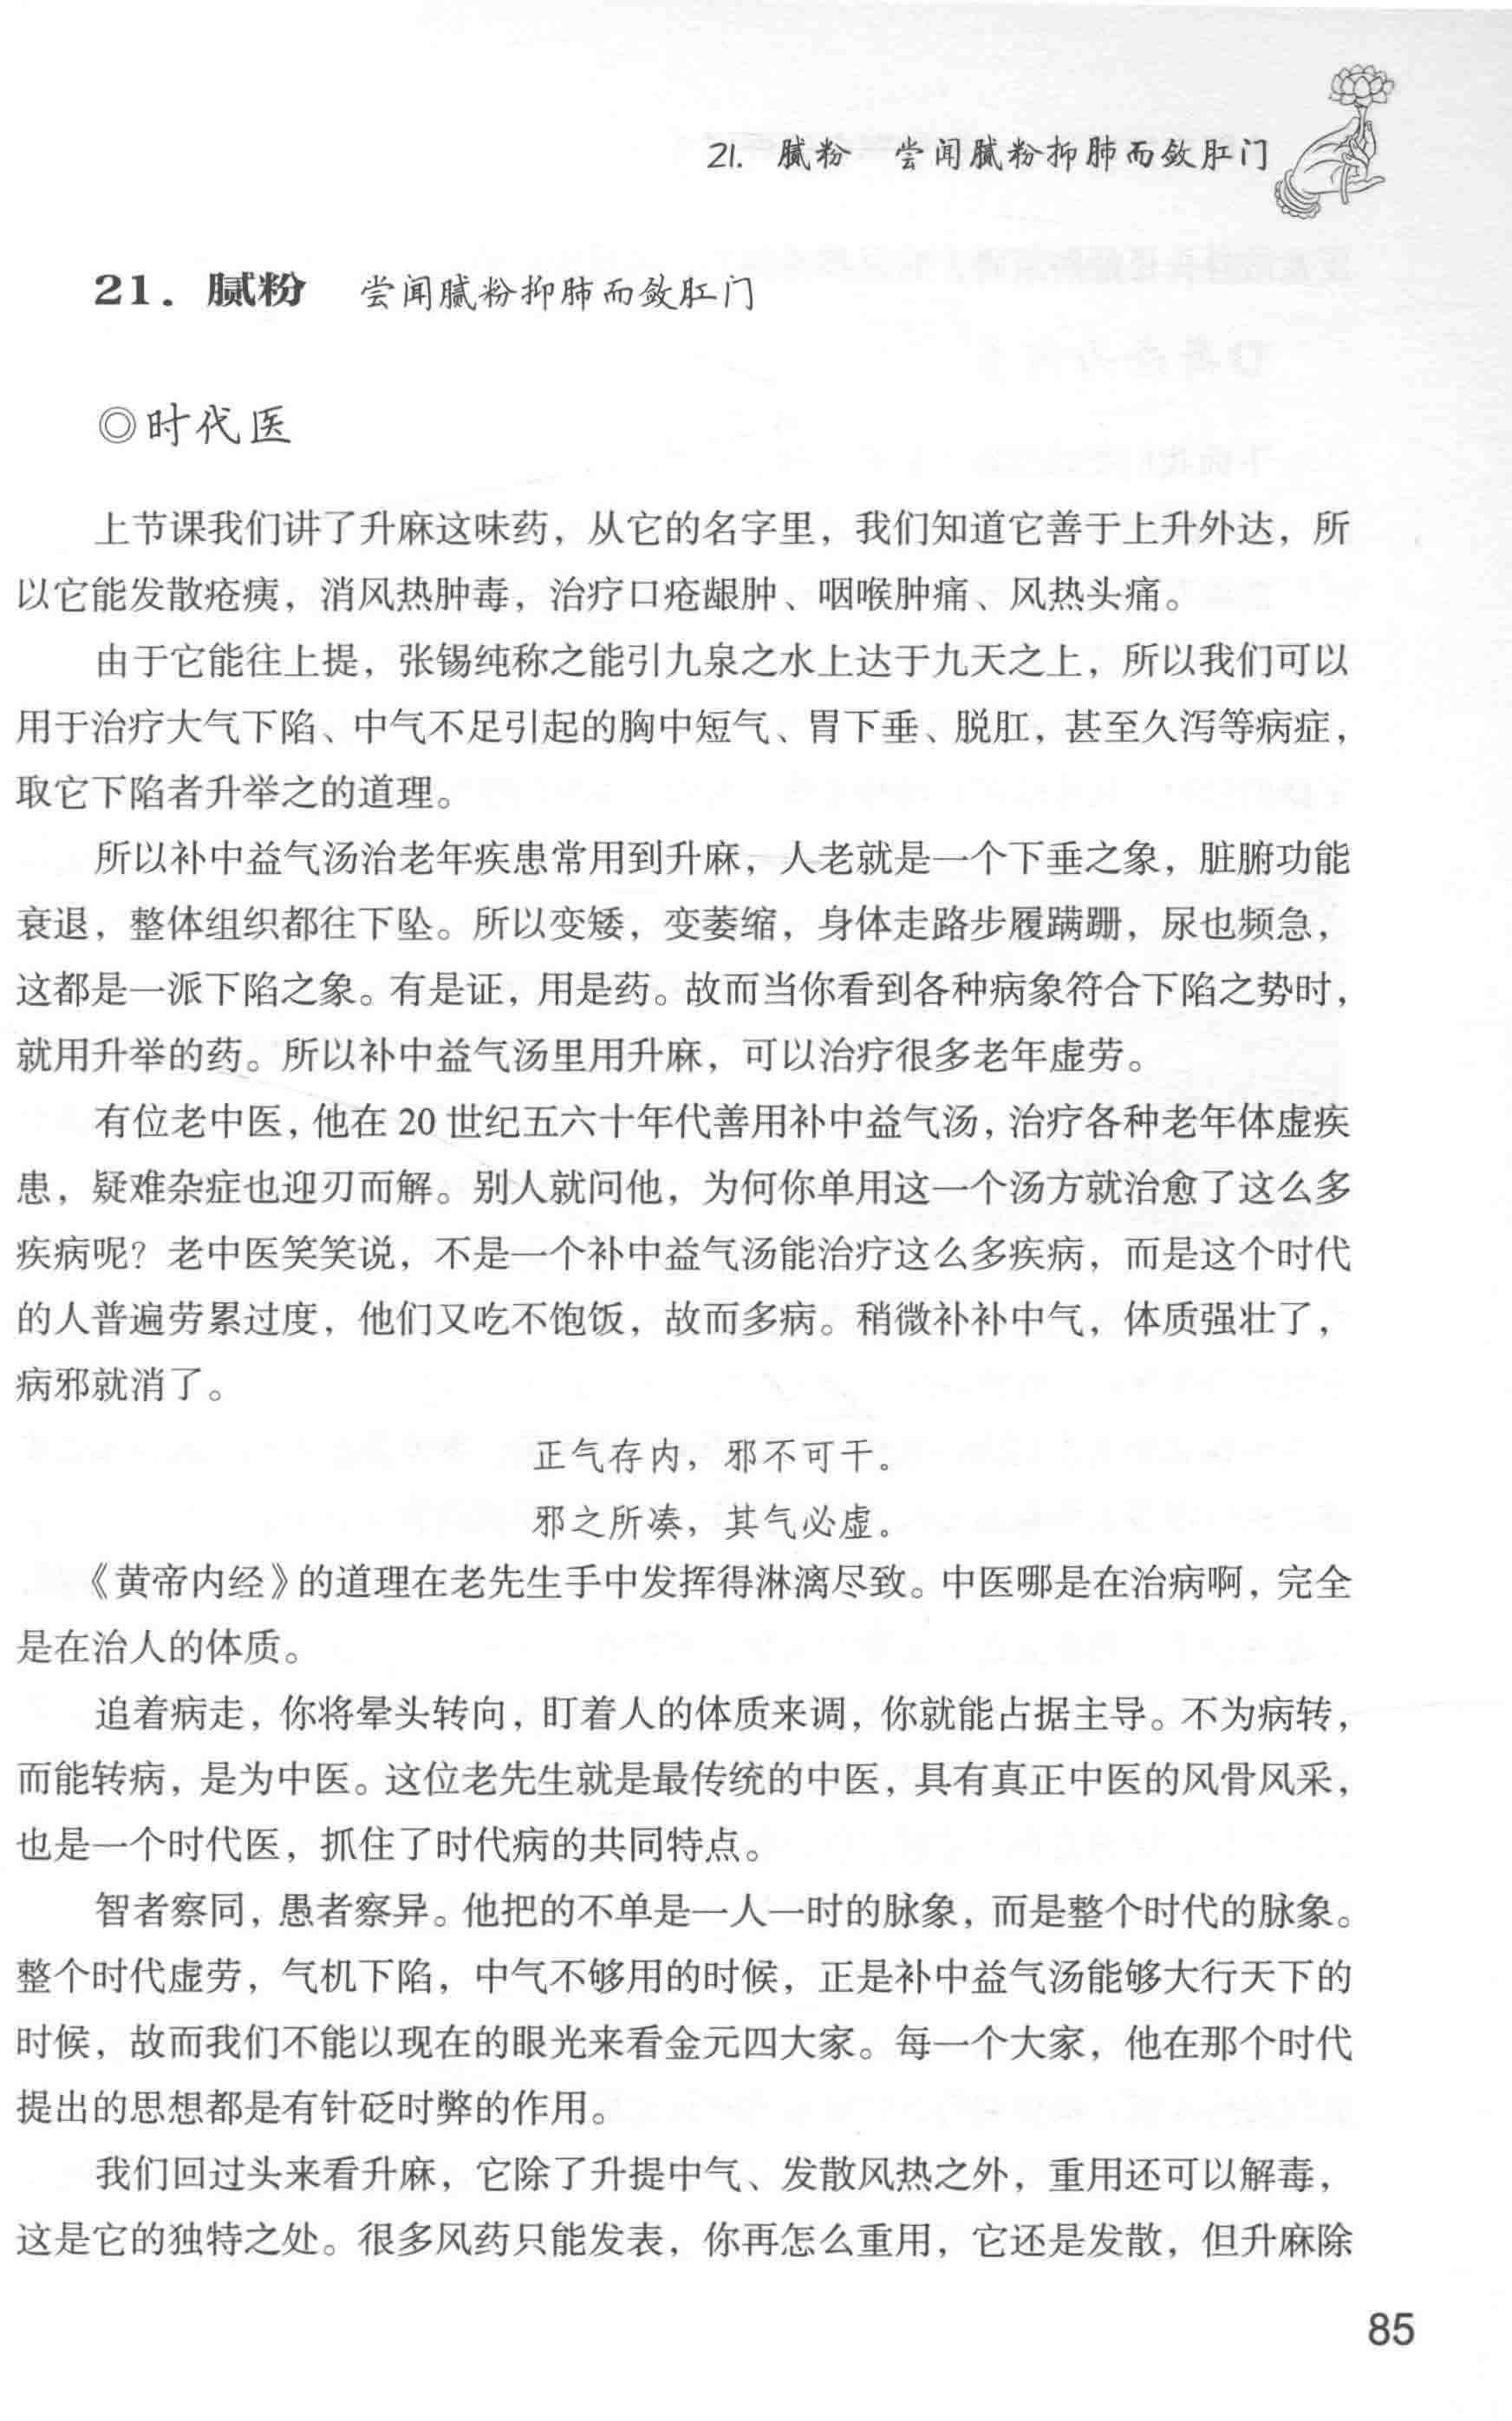 21. 腻粉 尝闻腻粉抑肺而敛肛门
21. 腻粉 尝闻腻粉抑肺而敛肛门
◎时代医
上节课我们讲了升麻这味药，从它的名字里，我们知道它善于上升外达，所
以它能发散疮痍，消风热肿毒，治疗口疮龈肿、咽喉肿痛、风热头痛。
由于它能往上提，张锡纯称之能引九泉之水上达于九天之上，所以我们可以
用于治疗大气下陷、中气不足引起的胸中短气、胃下垂、脱肛，甚至久泻等病症，
取它下陷者升举之的道理。
所以补中益气汤治老年疾患常用到升麻，人老就是一个下垂之象，脏腑功能
衰退，整体组织都往下坠。所以变矮，变萎缩，身体走路步履蹒跚，尿也频急，
这都是一派下陷之象。有是证，用是药。故而当你看到各种病象符合下陷之势时，
就用升举的药。所以补中益气汤里用升麻，可以治疗很多老年虚劳。
有位老中医，他在20世纪五六十年代善用补中益气汤，治疗各种老年体虚疾
患，疑难杂症也迎刃而解。别人就问他，为何你单用这一个汤方就治愈了这么多
疾病呢？老中医笑笑说，不是一个补中益气汤能治疗这么多疾病，而是这个时代
的人普遍劳累过度，他们又吃不饱饭，故而多病。稍微补补中气，体质强壮了，
病邪就消了。
正气存内，邪不可干。
邪之所凑，其气必虚。
《黄帝内经》的道理在老先生手中发挥得淋漓尽致。中医哪是在治病啊，完全
是在治人的体质。
追着病走，你将晕头转向，盯着人的体质来调，你就能占据主导。不为病转，
而能转病，是为中医。这位老先生就是最传统的中医，具有真正中医的风骨风采，
也是一个时代医，抓住了时代病的共同特点。
智者察同，愚者察异。他把的不单是一人一时的脉象，而是整个时代的脉象。
整个时代虚劳，气机下陷，中气不够用的时候，正是补中益气汤能够大行天下的
时候，故而我们不能以现在的眼光来看金元四大家。每一个大家，他在那个时代
提出的思想都是有针砭时弊的作用。
我们回过头来看升麻，它除了升提中气、发散风热之外，重用还可以解毒，
这是它的独特之处。很多风药只能发表，你再怎么重用，它还是发散，但升麻除
85